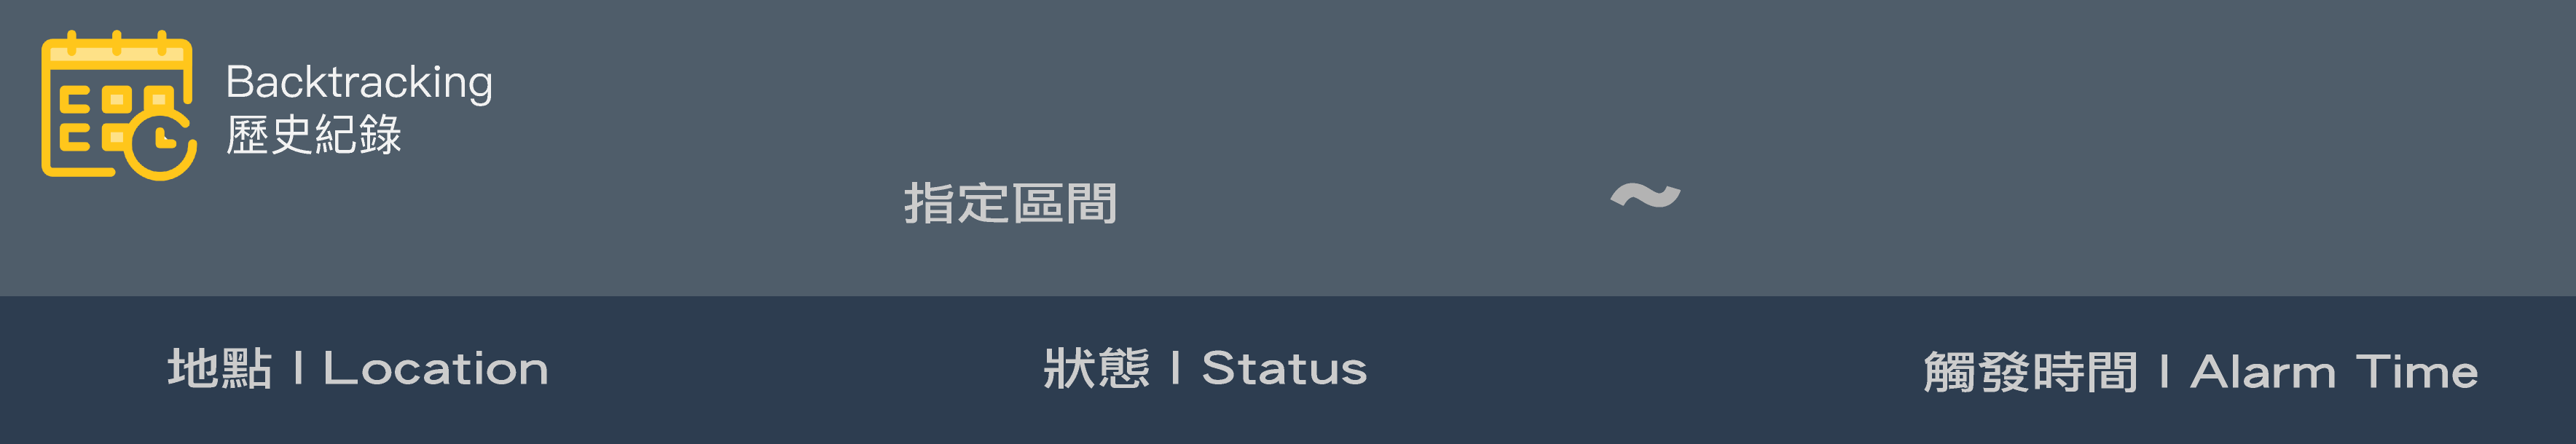 Backtracking
歷史紀錄
指定區間 ~
地點 | Location 狀態 | Status 觸發時間 | Alarm Time